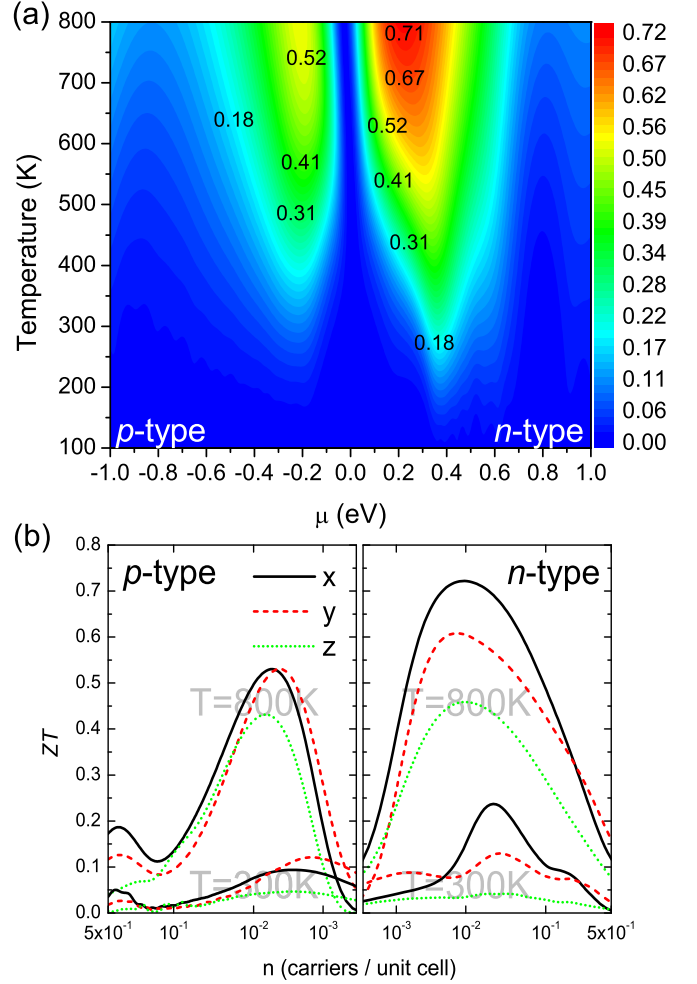 (a)
800
700
600
500
400
300
200
100
Temperature (K)
0.71
0.52
0.67
0.18
0.52
0.41
0.41
0.31
0.31
0.18
p-type
n-type
-1.0 -0.8 -0.6 -0.4 -0.2 0.0 0.2 0.4 0.6 0.8 1.0
μ (eV)
0.72
0.67
0.62
0.56
0.52
0.45
0.39
0.34
0.28
0.22
0.17
0.11
0.06
0.00
(b)
0.8
0.7
0.6
0.5
0.4
0.3
0.2
0.1
0.0
ZT
p-type
x
y
z
T=800K
T=300K
n-type
T=800K
T=300K
5x10⁻¹ 10⁻¹ 10⁻² 10⁻³ 10⁻³ 10⁻² 10⁻¹ 5x10⁻¹
n (carriers / unit cell)